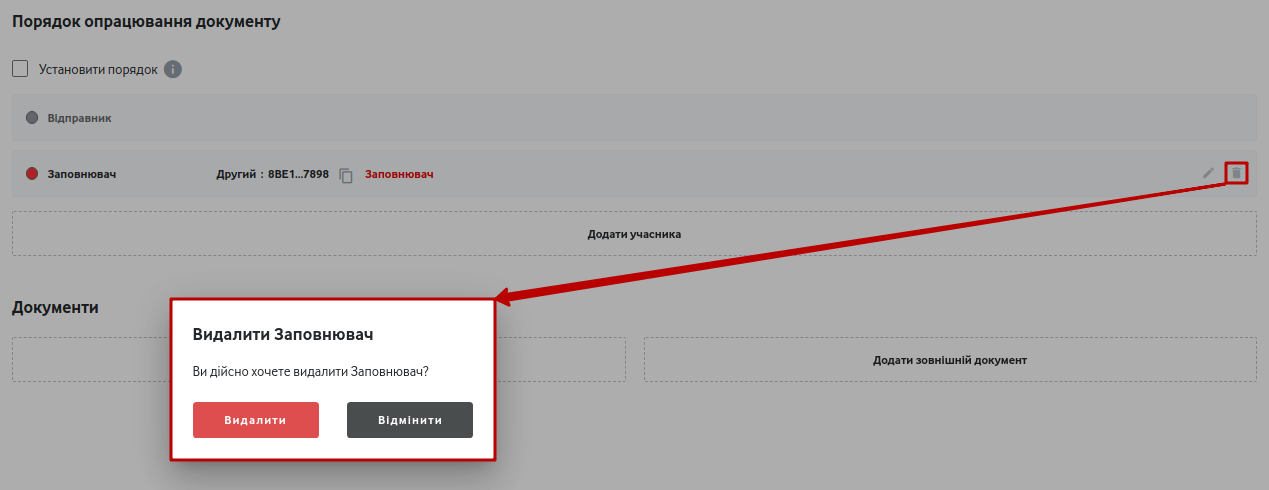 Порядок опрацювання документу
Установити порядок i
Відправник
Заповнювач Другий : 8BE1...7898 Заповнювач
Додати учасника
Документи
Додати зовнішній документ
Видалити Заповнювач
Ви дійсно хочете видалити Заповнювач?
Видалити Відмінити